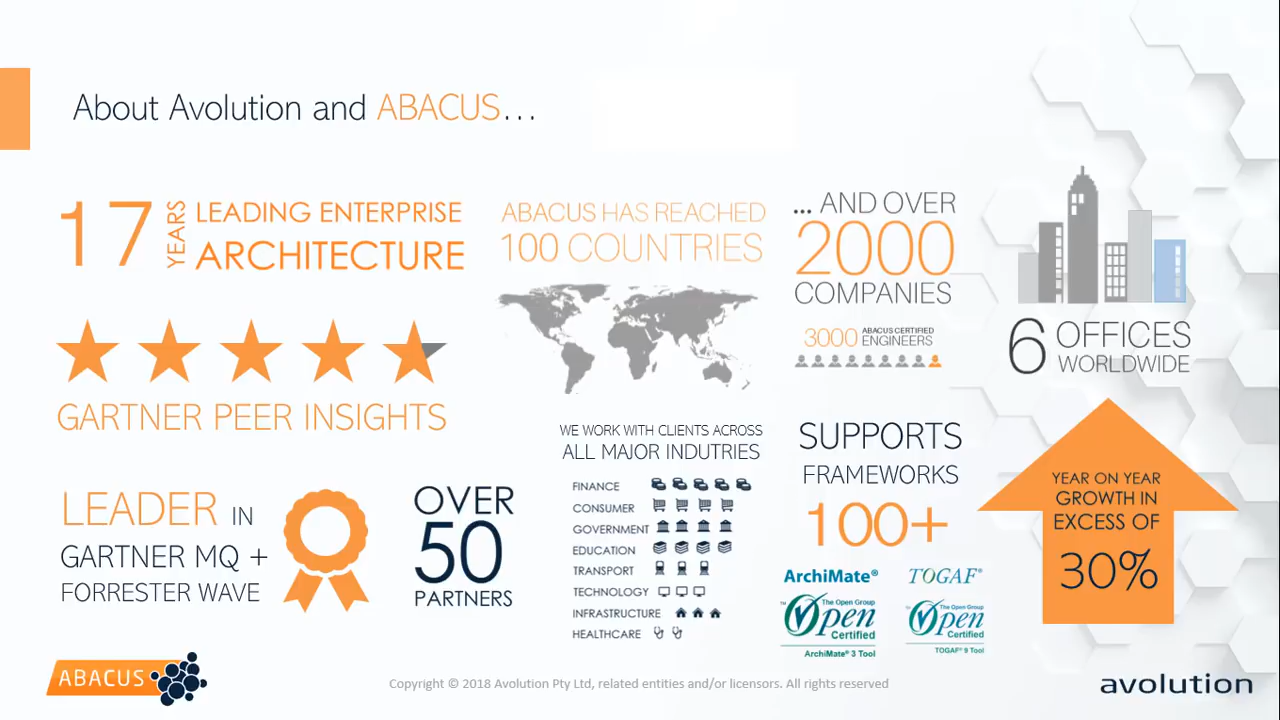 About Avolution and ABACUS...
17 YEARS LEADING ENTERPRISE
ARCHITECTURE
GARTNER PEER INSIGHTS
LEADER IN
GARTNER MQ +
FORRESTER WAVE
OVER
50
PARTNERS
ABACUS HAS REACHED
100 COUNTRIES
WE WORK WITH CLIENTS ACROSS
ALL MAJOR INDUTRIES
FINANCE
CONSUMER
GOVERNMENT
EDUCATION
TRANSPORT
TECHNOLOGY
INFRASTRUCTURE
HEALTHCARE
... AND OVER
2000
COMPANIES
3000 ABACUS CERTIFIED
ENGINEERS
SUPPORTS
FRAMEWORKS
100+
ArchiMate®
TM The Open Group
Open
Certified
ArchiMate® 3 Tool
TOGAF®
TM The Open Group
Open
Certified
TOGAF® 9 Tool
6 OFFICES
WORLDWIDE
YEAR ON YEAR
GROWTH IN
EXCESS OF
30%
ABACUS
Copyright © 2018 Avolution Pty Ltd, related entities and/or licensors. All rights reserved
avolution